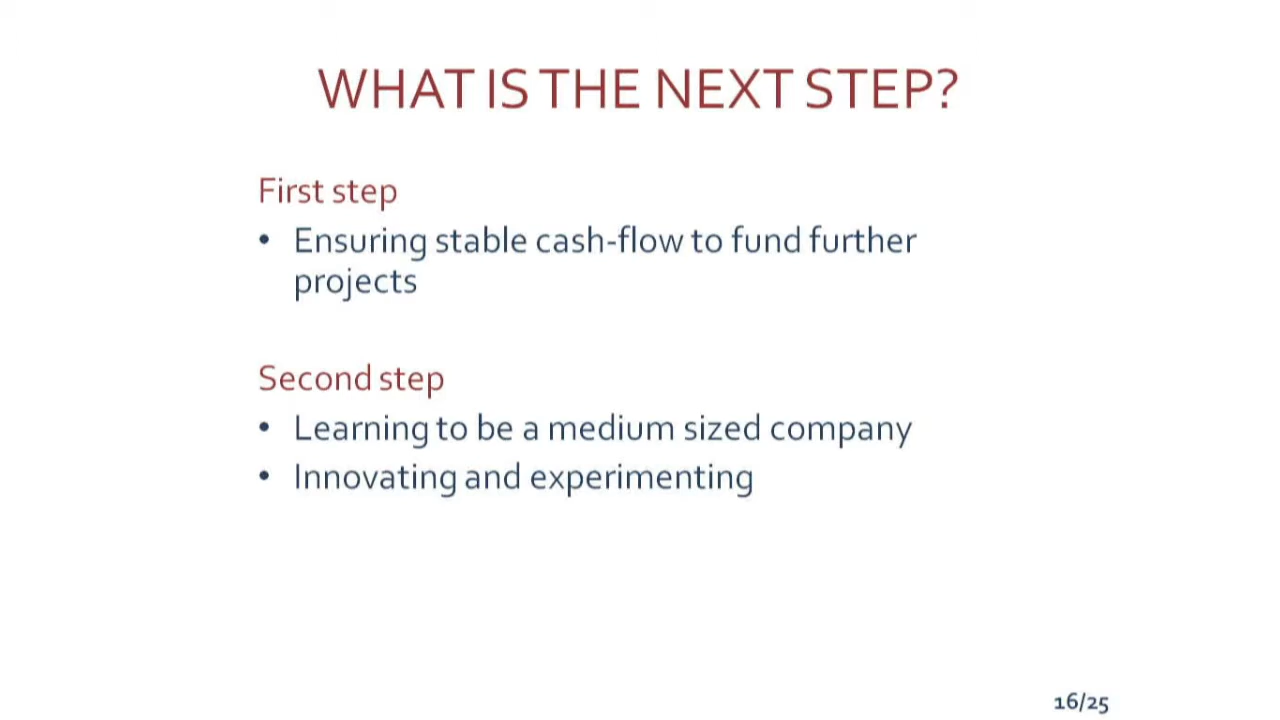 WHAT IS THE NEXT STEP?
First step
• Ensuring stable cash-flow to fund further
projects
Second step
• Learning to be a medium sized company
• Innovating and experimenting
16/25